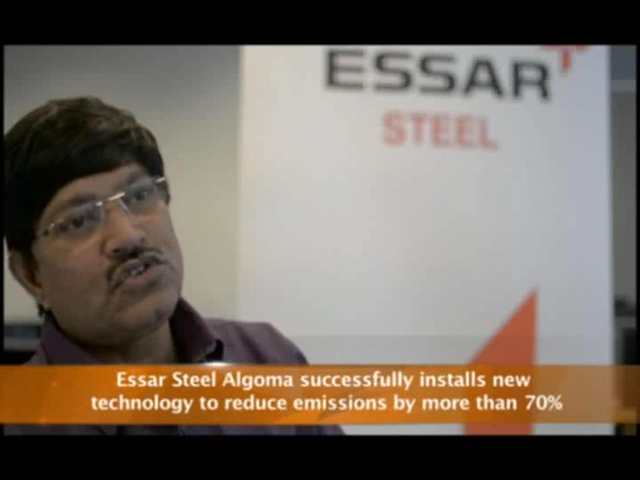 ESSAR
STEEL
Essar Steel Algoma successfully installs new
technology to reduce emissions by more than 70%